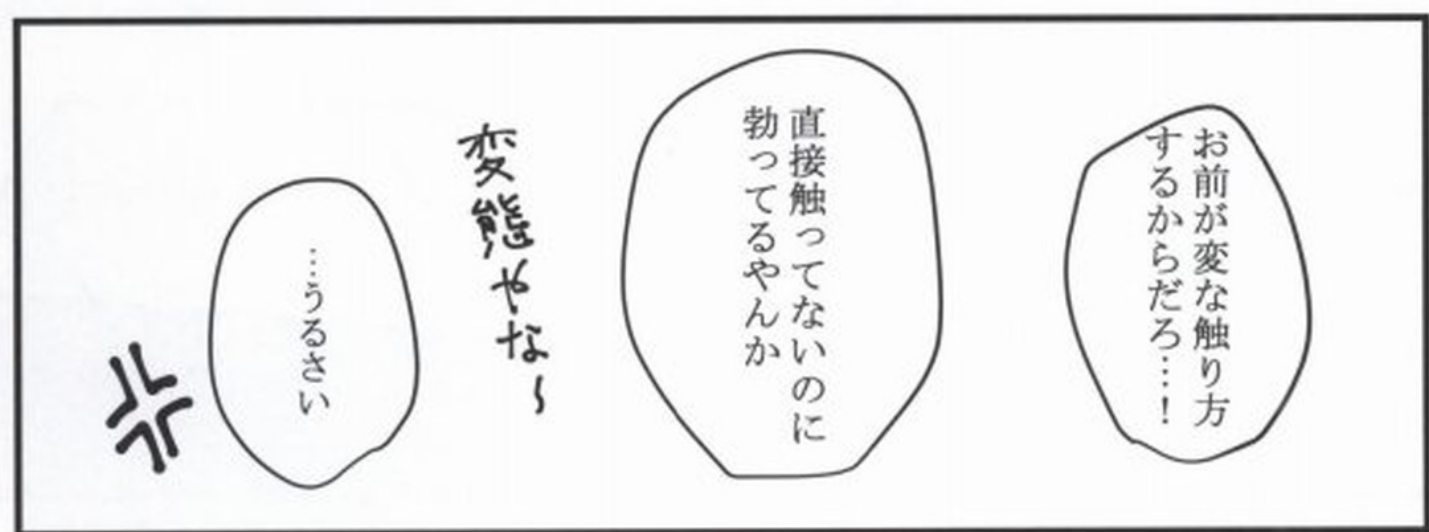 お前が変な触り方
するからだろ…！
直接触ってないのに
勃ってるやんか
変態やな～
…うるさい